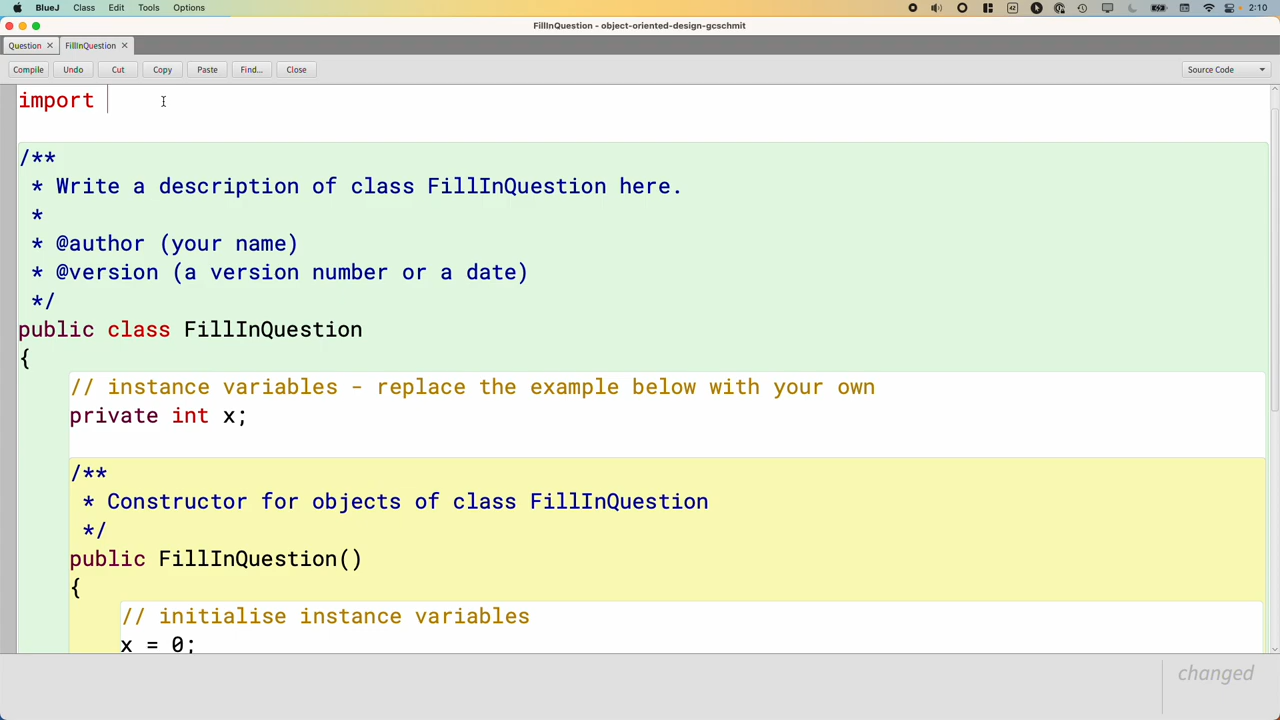 BlueJ Class Edit Tools Options 42 2:10
FillInQuestion - object-oriented-design-gcschmit
Question × FillInQuestion ×
Compile Undo Cut Copy Paste Find... Close Source Code
import
/**
* Write a description of class FillInQuestion here.
*
* @author (your name)
* @version (a version number or a date)
*/
public class FillInQuestion
{
// instance variables - replace the example below with your own
private int x;
/**
* Constructor for objects of class FillInQuestion
*/
public FillInQuestion()
{
// initialise instance variables
x = 0;
changed